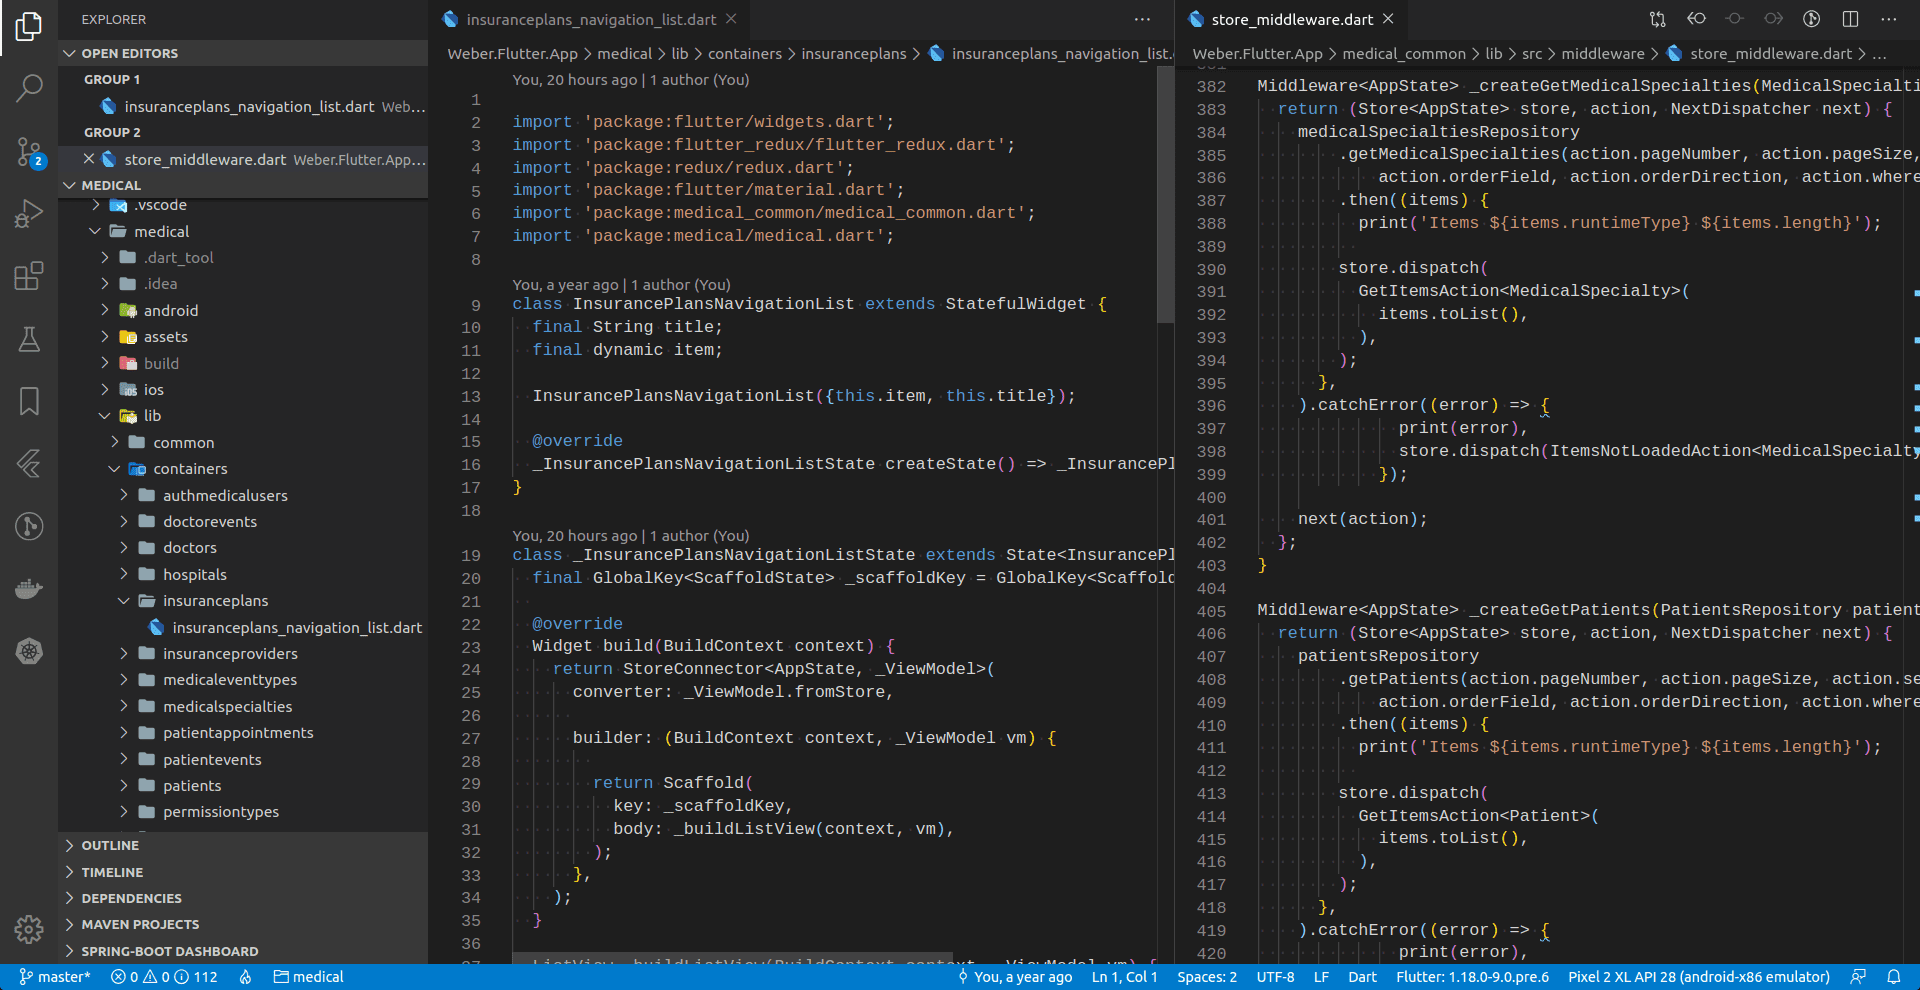 EXPLORER
OPEN EDITORS
GROUP 1
insuranceplans_navigation_list.dart Web...
GROUP 2
store_middleware.dart Weber.Flutter.App...
MEDICAL
.vscode
medical
.dart_tool
.idea
android
assets
build
ios
lib
common
containers
authmedicalusers
doctorevents
doctors
hospitals
insuranceplans
insuranceplans_navigation_list.dart
insuranceproviders
medicaleventtypes
medicalspecialties
patientappointments
patientevents
patients
permissiontypes
OUTLINE
TIMELINE
DEPENDENCIES
MAVEN PROJECTS
SPRING-BOOT DASHBOARD
2
insuranceplans_navigation_list.dart
Weber.Flutter.App > medical > lib > containers > insuranceplans > insuranceplans_navigation_list.
You, 20 hours ago | 1 author (You)
1
2 import 'package:flutter/widgets.dart';
3 import 'package:flutter_redux/flutter_redux.dart';
4 import 'package:redux/redux.dart';
5 import 'package:flutter/material.dart';
6 import 'package:medical_common/medical_common.dart';
7 import 'package:medical/medical.dart';
8
You, a year ago | 1 author (You)
9 class InsurancePlansNavigationList extends StatefulWidget {
10 final String title;
11 final dynamic item;
12
13 InsurancePlansNavigationList({this.item, this.title});
14
15 @override
16 _InsurancePlansNavigationListState createState() => _InsurancePl
17 }
18
You, 20 hours ago | 1 author (You)
19 class _InsurancePlansNavigationListState extends State<InsurancePl
20 final GlobalKey<ScaffoldState> _scaffoldKey = GlobalKey<Scaffold
21
22 @override
23 Widget build(BuildContext context) {
24 return StoreConnector<AppState, _ViewModel>(
25 converter: _ViewModel.fromStore,
26
27 builder: (BuildContext context, _ViewModel vm) {
28
29 return Scaffold(
30 key: _scaffoldKey,
31 body: _buildListView(context, vm),
32 );
33 },
34 );
35 }
36
37 ListView _buildListView(BuildContext context, _ViewModel vm) {
store_middleware.dart
Weber.Flutter.App > medical_common > lib > src > middleware > store_middleware.dart > ...
381
382 Middleware<AppState> _createGetMedicalSpecialties(MedicalSpecialti
383 return (Store<AppState> store, action, NextDispatcher next) {
384 medicalSpecialtiesRepository
385 .getMedicalSpecialties(action.pageNumber, action.pageSize,
386 action.orderField, action.orderDirection, action.where
387 .then((items) {
388 print('Items ${items.runtimeType} ${items.length}');
389
390 store.dispatch(
391 GetItemsAction<MedicalSpecialty>(
392 items.toList(),
393 ),
394 );
395 },
396 ).catchError((error) => {
397 print(error),
398 store.dispatch(ItemsNotLoadedAction<MedicalSpecialty
399 });
400
401 next(action);
402 };
403 }
404
405 Middleware<AppState> _createGetPatients(PatientsRepository patient
406 return (Store<AppState> store, action, NextDispatcher next) {
407 patientsRepository
408 .getPatients(action.pageNumber, action.pageSize, action.se
409 action.orderField, action.orderDirection, action.where
410 .then((items) {
411 print('Items ${items.runtimeType} ${items.length}');
412
413 store.dispatch(
414 GetItemsAction<Patient>(
415 items.toList(),
416 ),
417 );
418 },
419 ).catchError((error) => {
420 print(error),
master* 0 0 112 medical You, a year ago Ln 1, Col 1 Spaces: 2 UTF-8 LF Dart Flutter: 1.18.0-9.0.pre.6 Pixel 2 XL API 28 (android-x86 emulator)